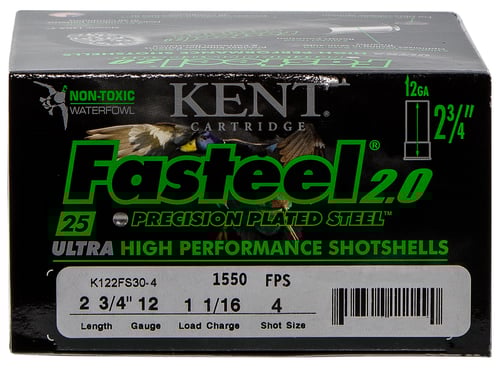 NON-TOXIC
WATERFOWL
KENT®
CARTRIDGE
12GA
2 3/4"
Fasteel® 2.0
25
PRECISION PLATED STEEL™
ULTRA HIGH PERFORMANCE SHOTSHELLS
K122FS30-4 1550 FPS
2 3/4" 12 1 1/16 4
Length Gauge Load Charge Shot Size